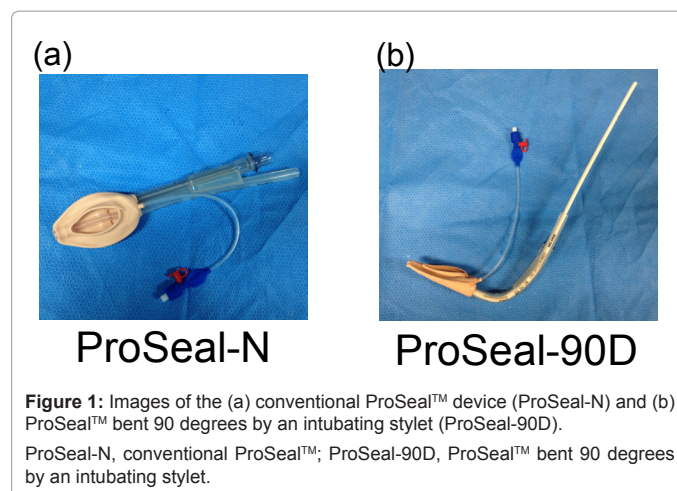 (a)
(b)
ProSeal-N
ProSeal-90D
Figure 1: Images of the (a) conventional ProSeal™ device (ProSeal-N) and (b)
ProSeal™ bent 90 degrees by an intubating stylet (ProSeal-90D).
ProSeal-N, conventional ProSeal™; ProSeal-90D, ProSeal™ bent 90 degrees
by an intubating stylet.